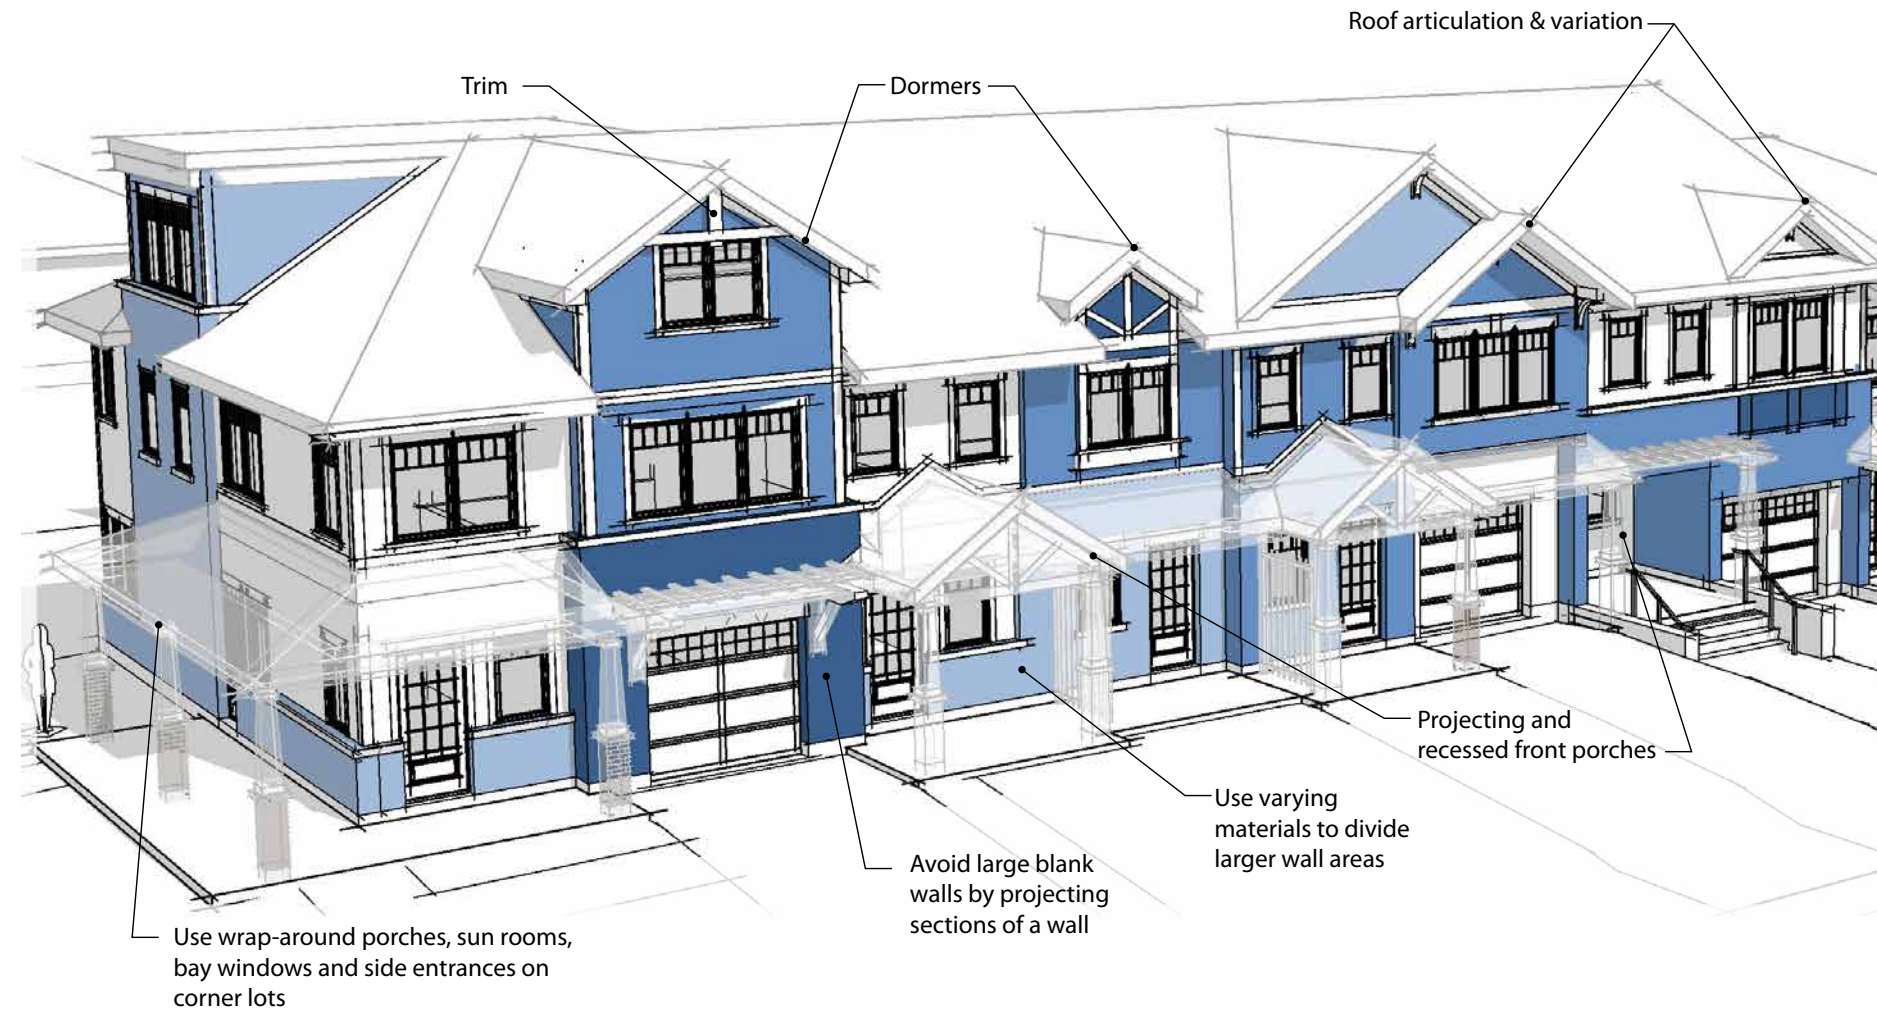 Roof articulation & variation
Trim
Dormers
Projecting and
recessed front porches
Use varying
materials to divide
larger wall areas
Avoid large blank
walls by projecting
sections of a wall
Use wrap-around porches, sun rooms,
bay windows and side entrances on
corner lots